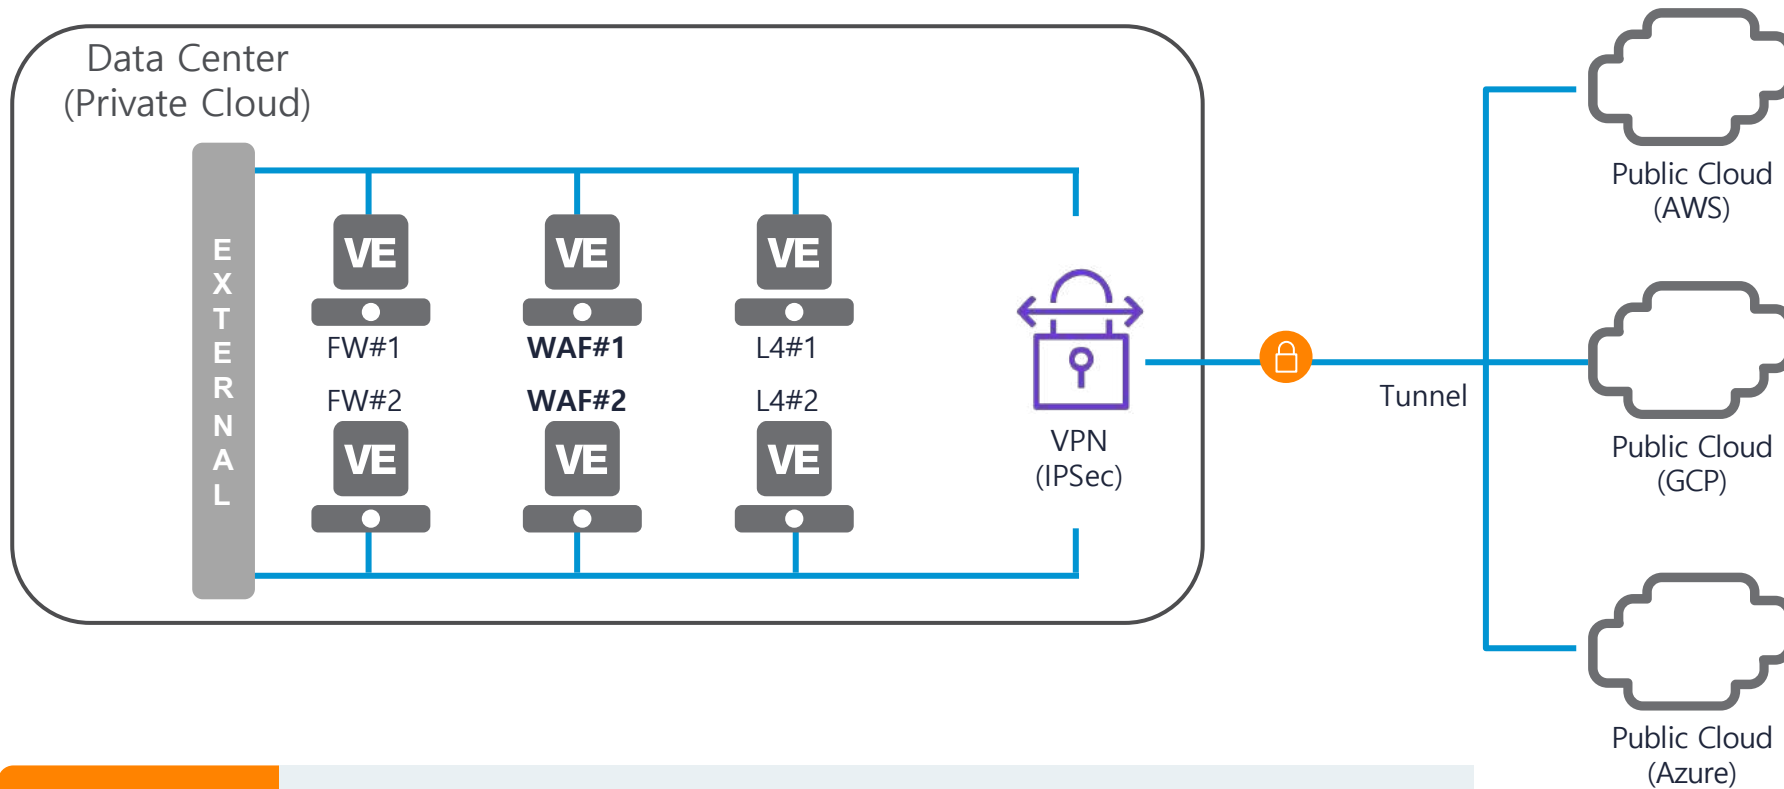 Data Center
(Private Cloud)
EXTERNAL
VE
VE
VE
FW#1
WAF#1
L4#1
FW#2
WAF#2
L4#2
VE
VE
VE
VPN
(IPSec)
Tunnel
Public Cloud
(AWS)
Public Cloud
(GCP)
Public Cloud
(Azure)